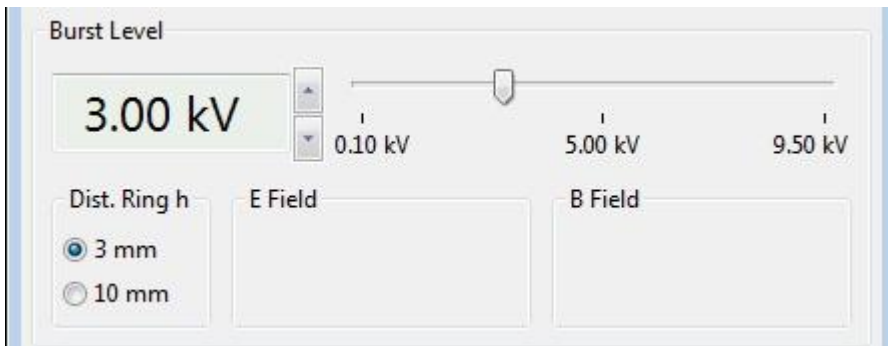 Burst Level
3.00 kV
0.10 kV 5.00 kV 9.50 kV
Dist. Ring h E Field B Field
3 mm
10 mm